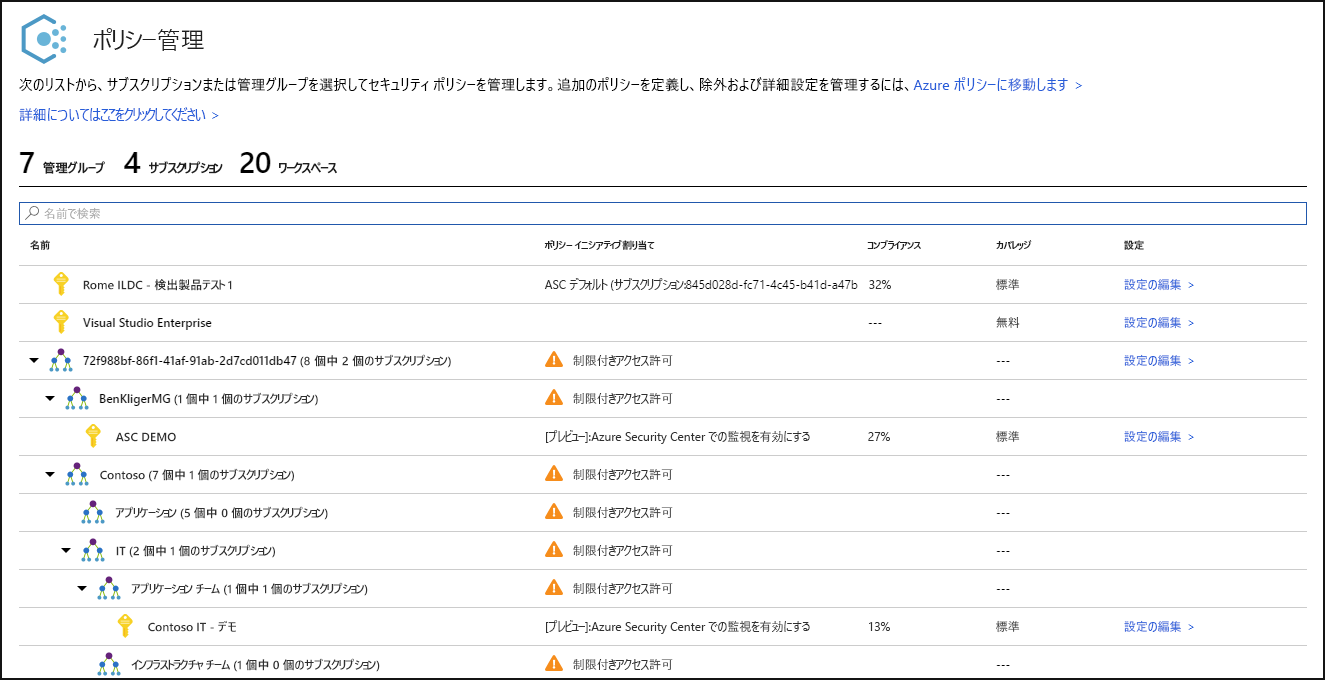 ポリシー管理
次のリストから、サブスクリプションまたは管理グループを選択してセキュリティ ポリシーを管理します。追加のポリシーを定義し、除外および詳細設定を管理するには、Azure ポリシーに移動します >
詳細についてはここをクリックしてください >
7 管理グループ 4 サブスクリプション 20 ワークスペース
名前で検索
名前 ポリシー イニシアティブ割り当て コンプライアンス カバレッジ 設定
Rome ILDC - 検出製品テスト 1 ASC デフォルト (サブスクリプション:845d028d-fc71-4c45-b41d-a47b 32% 標準 設定の編集 >
Visual Studio Enterprise --- 無料 設定の編集 >
72f988bf-86f1-41af-91ab-2d7cd011db47 (8 個中 2 個のサブスクリプション) 制限付きアクセス許可 --- 設定の編集 >
BenKligerMG (1 個中 1 個のサブスクリプション) 制限付きアクセス許可 ---
ASC DEMO [プレビュー]:Azure Security Center での監視を有効にする 27% 標準 設定の編集 >
Contoso (7 個中 1 個のサブスクリプション) 制限付きアクセス許可 ---
アプリケーション (5 個中 0 個のサブスクリプション) 制限付きアクセス許可 ---
IT (2 個中 1 個のサブスクリプション) 制限付きアクセス許可 ---
アプリケーション チーム (1 個中 1 個のサブスクリプション) 制限付きアクセス許可 ---
Contoso IT - デモ [プレビュー]:Azure Security Center での監視を有効にする 13% 標準 設定の編集 >
インフラストラクチャ チーム (1 個中 0 個のサブスクリプション) 制限付きアクセス許可 ---